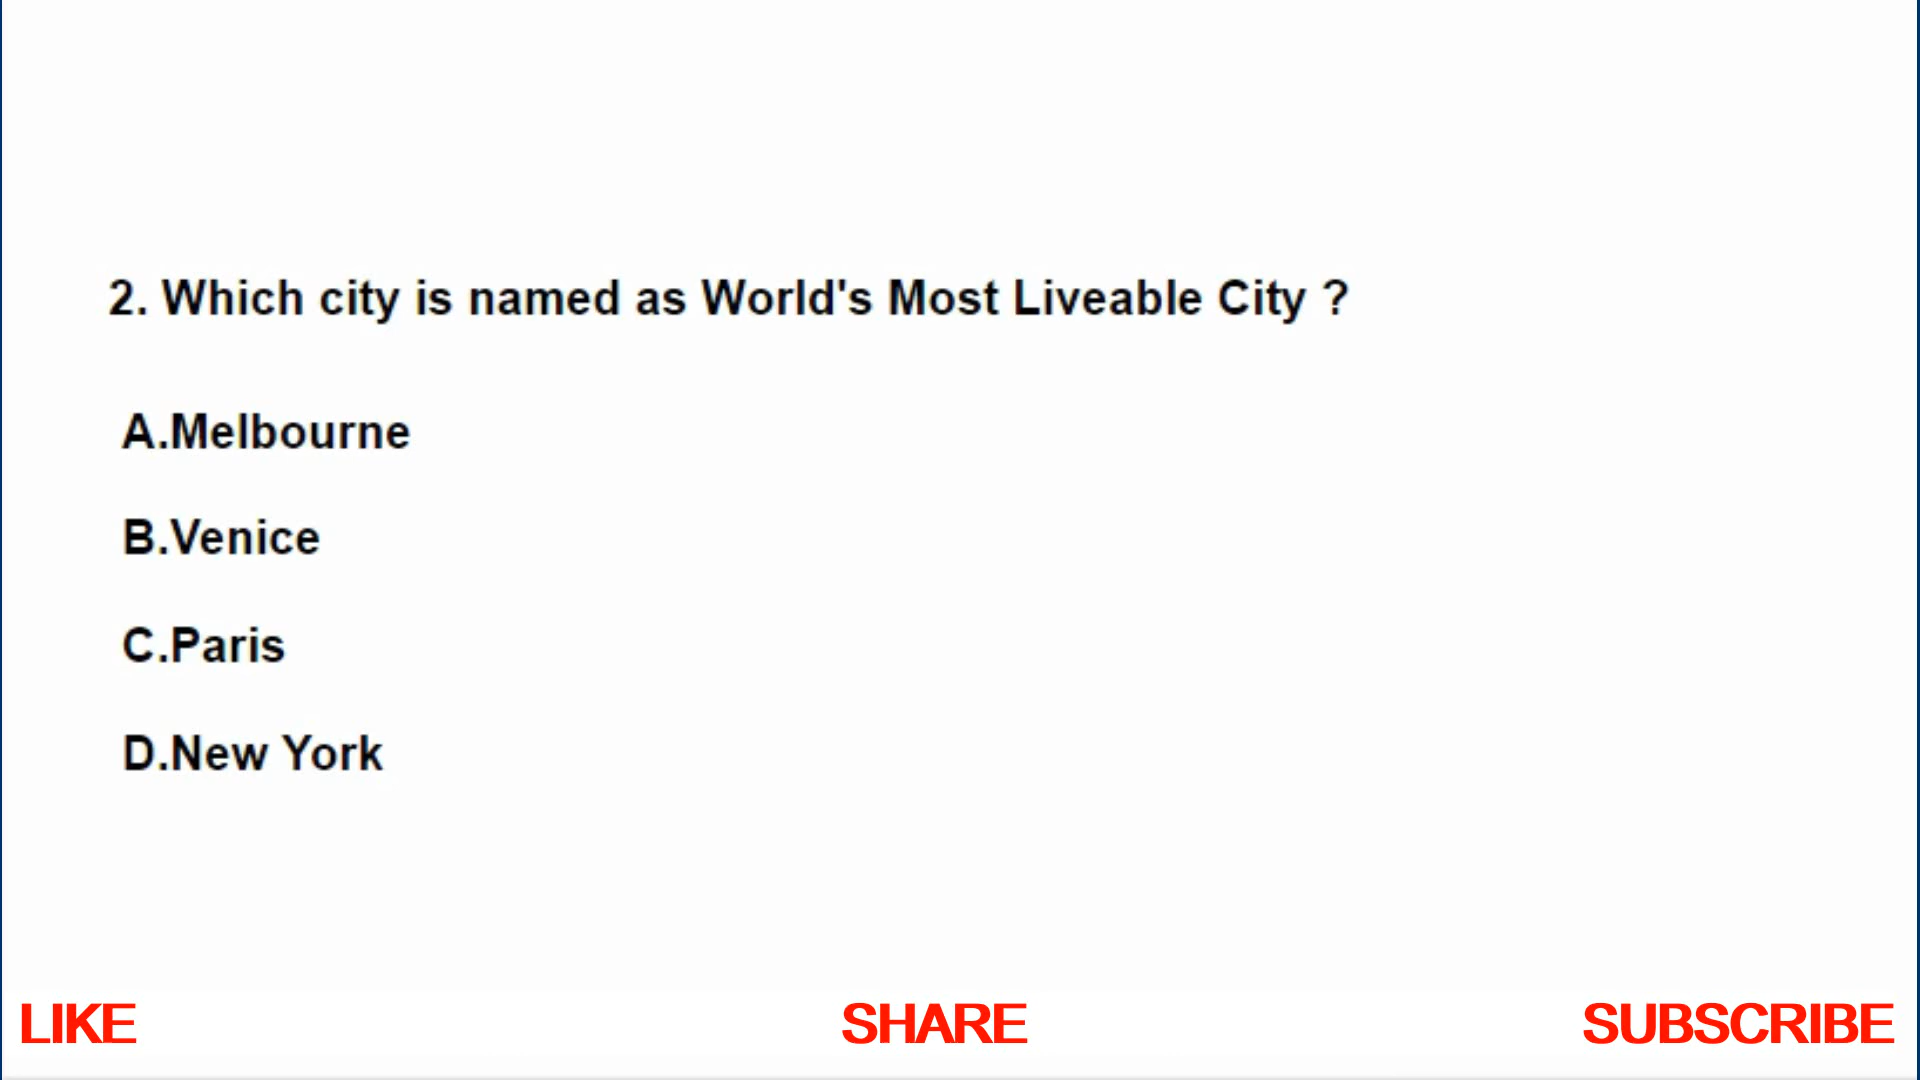 2. Which city is named as World's Most Liveable City ?
A.Melbourne
B.Venice
C.Paris
D.New York
LIKE SHARE SUBSCRIBE